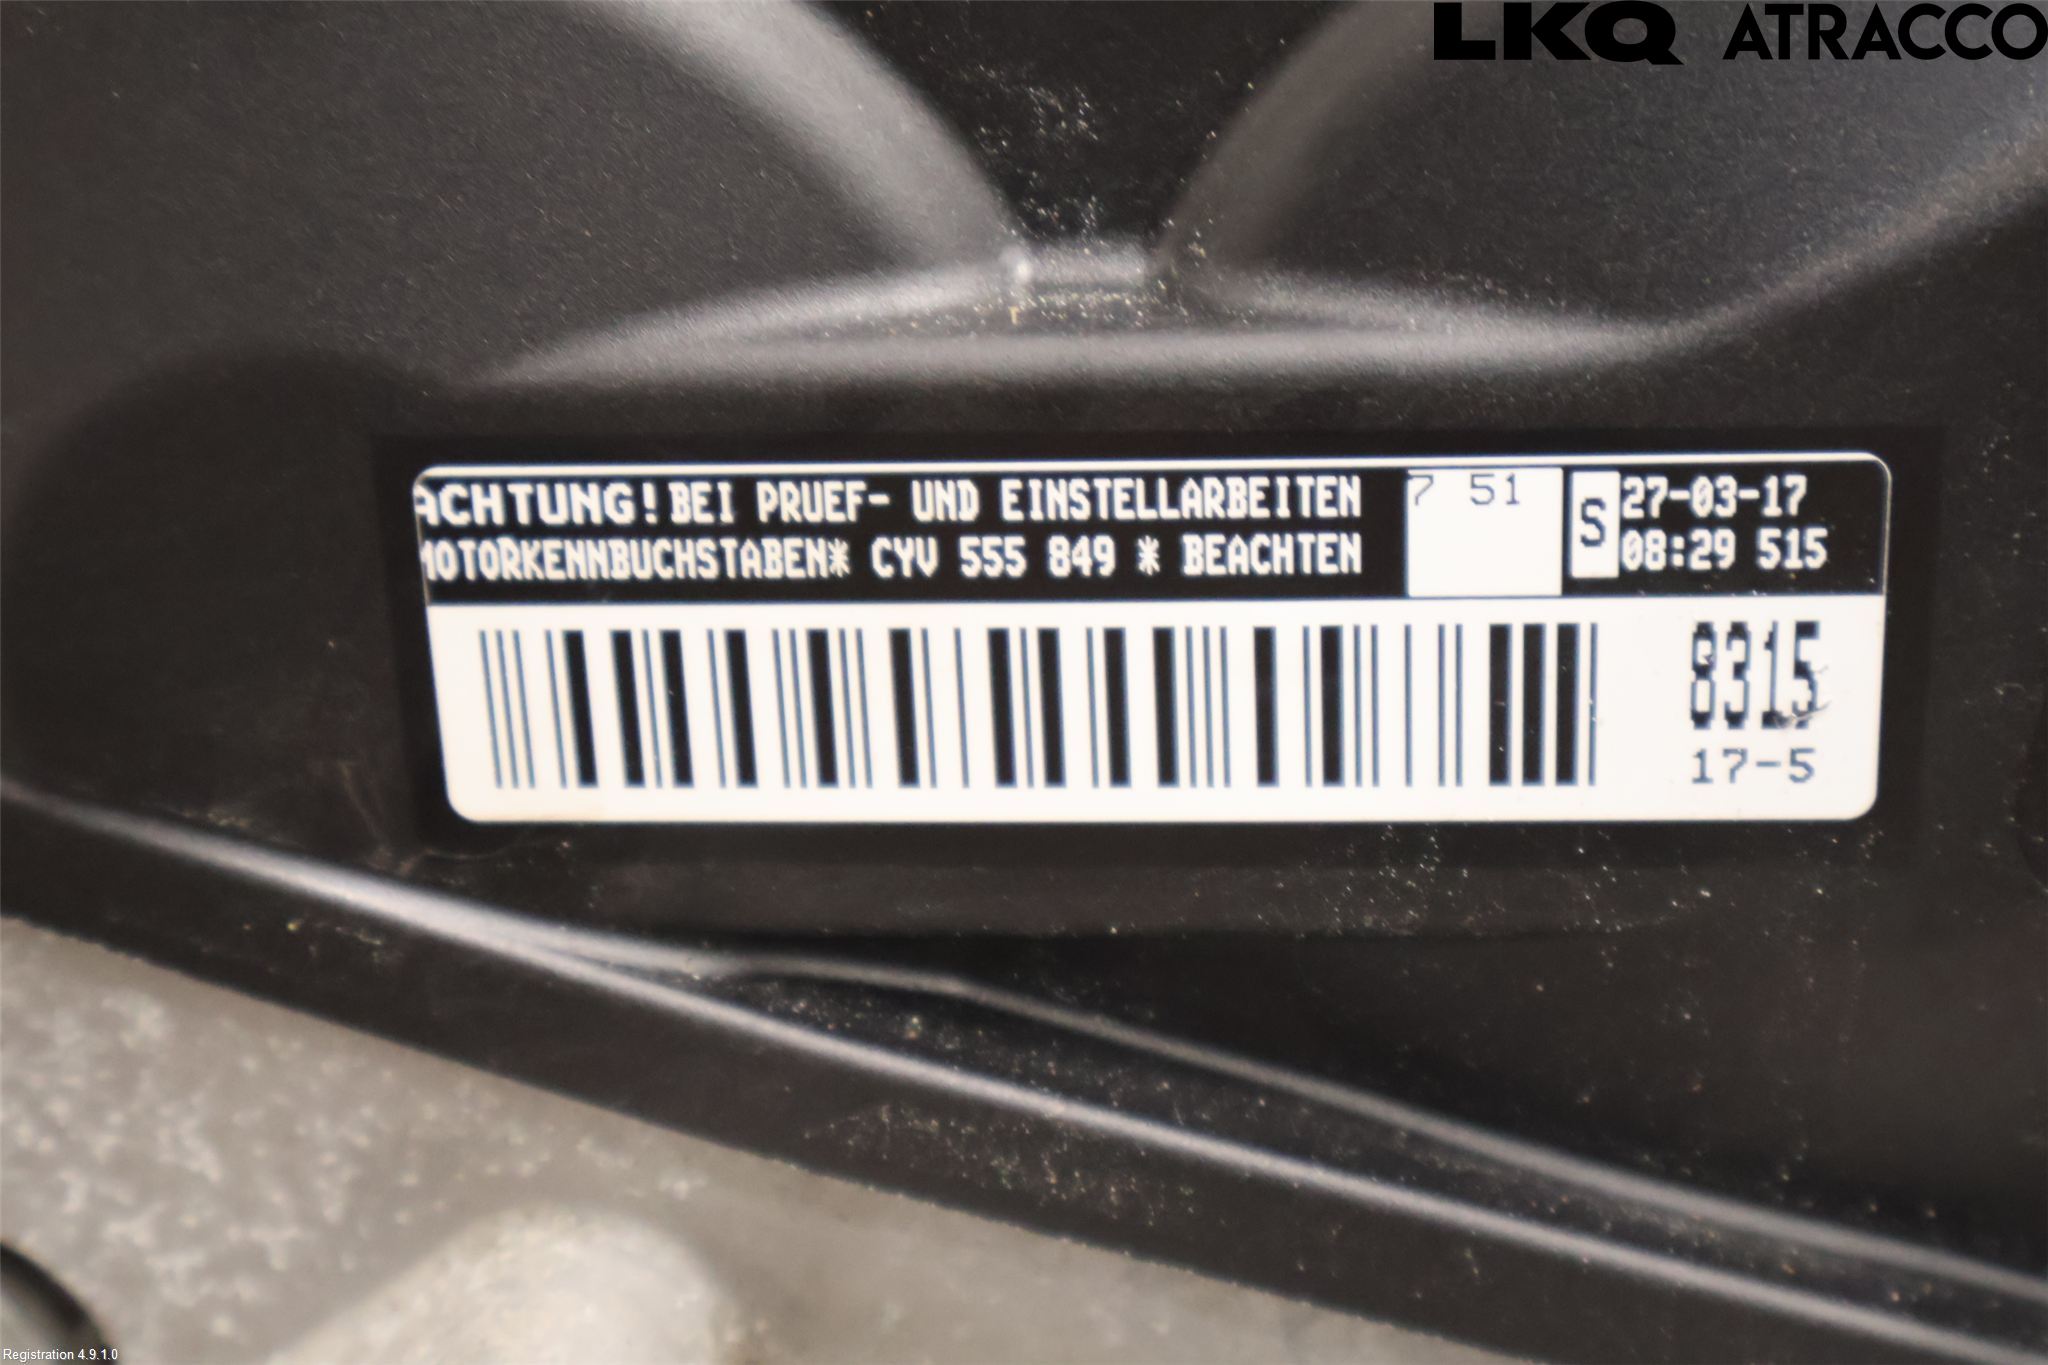 LKQ ATRACCO
ACHTUNG! BEI PRUEF- UND EINSTELLARBEITEN
MOTORKENNBUCHSTABEN* CYV 555 849 * BEACHTEN
7 51
S
27-03-17
08:29 515
8315
17-5
Registration 4.9.1.0